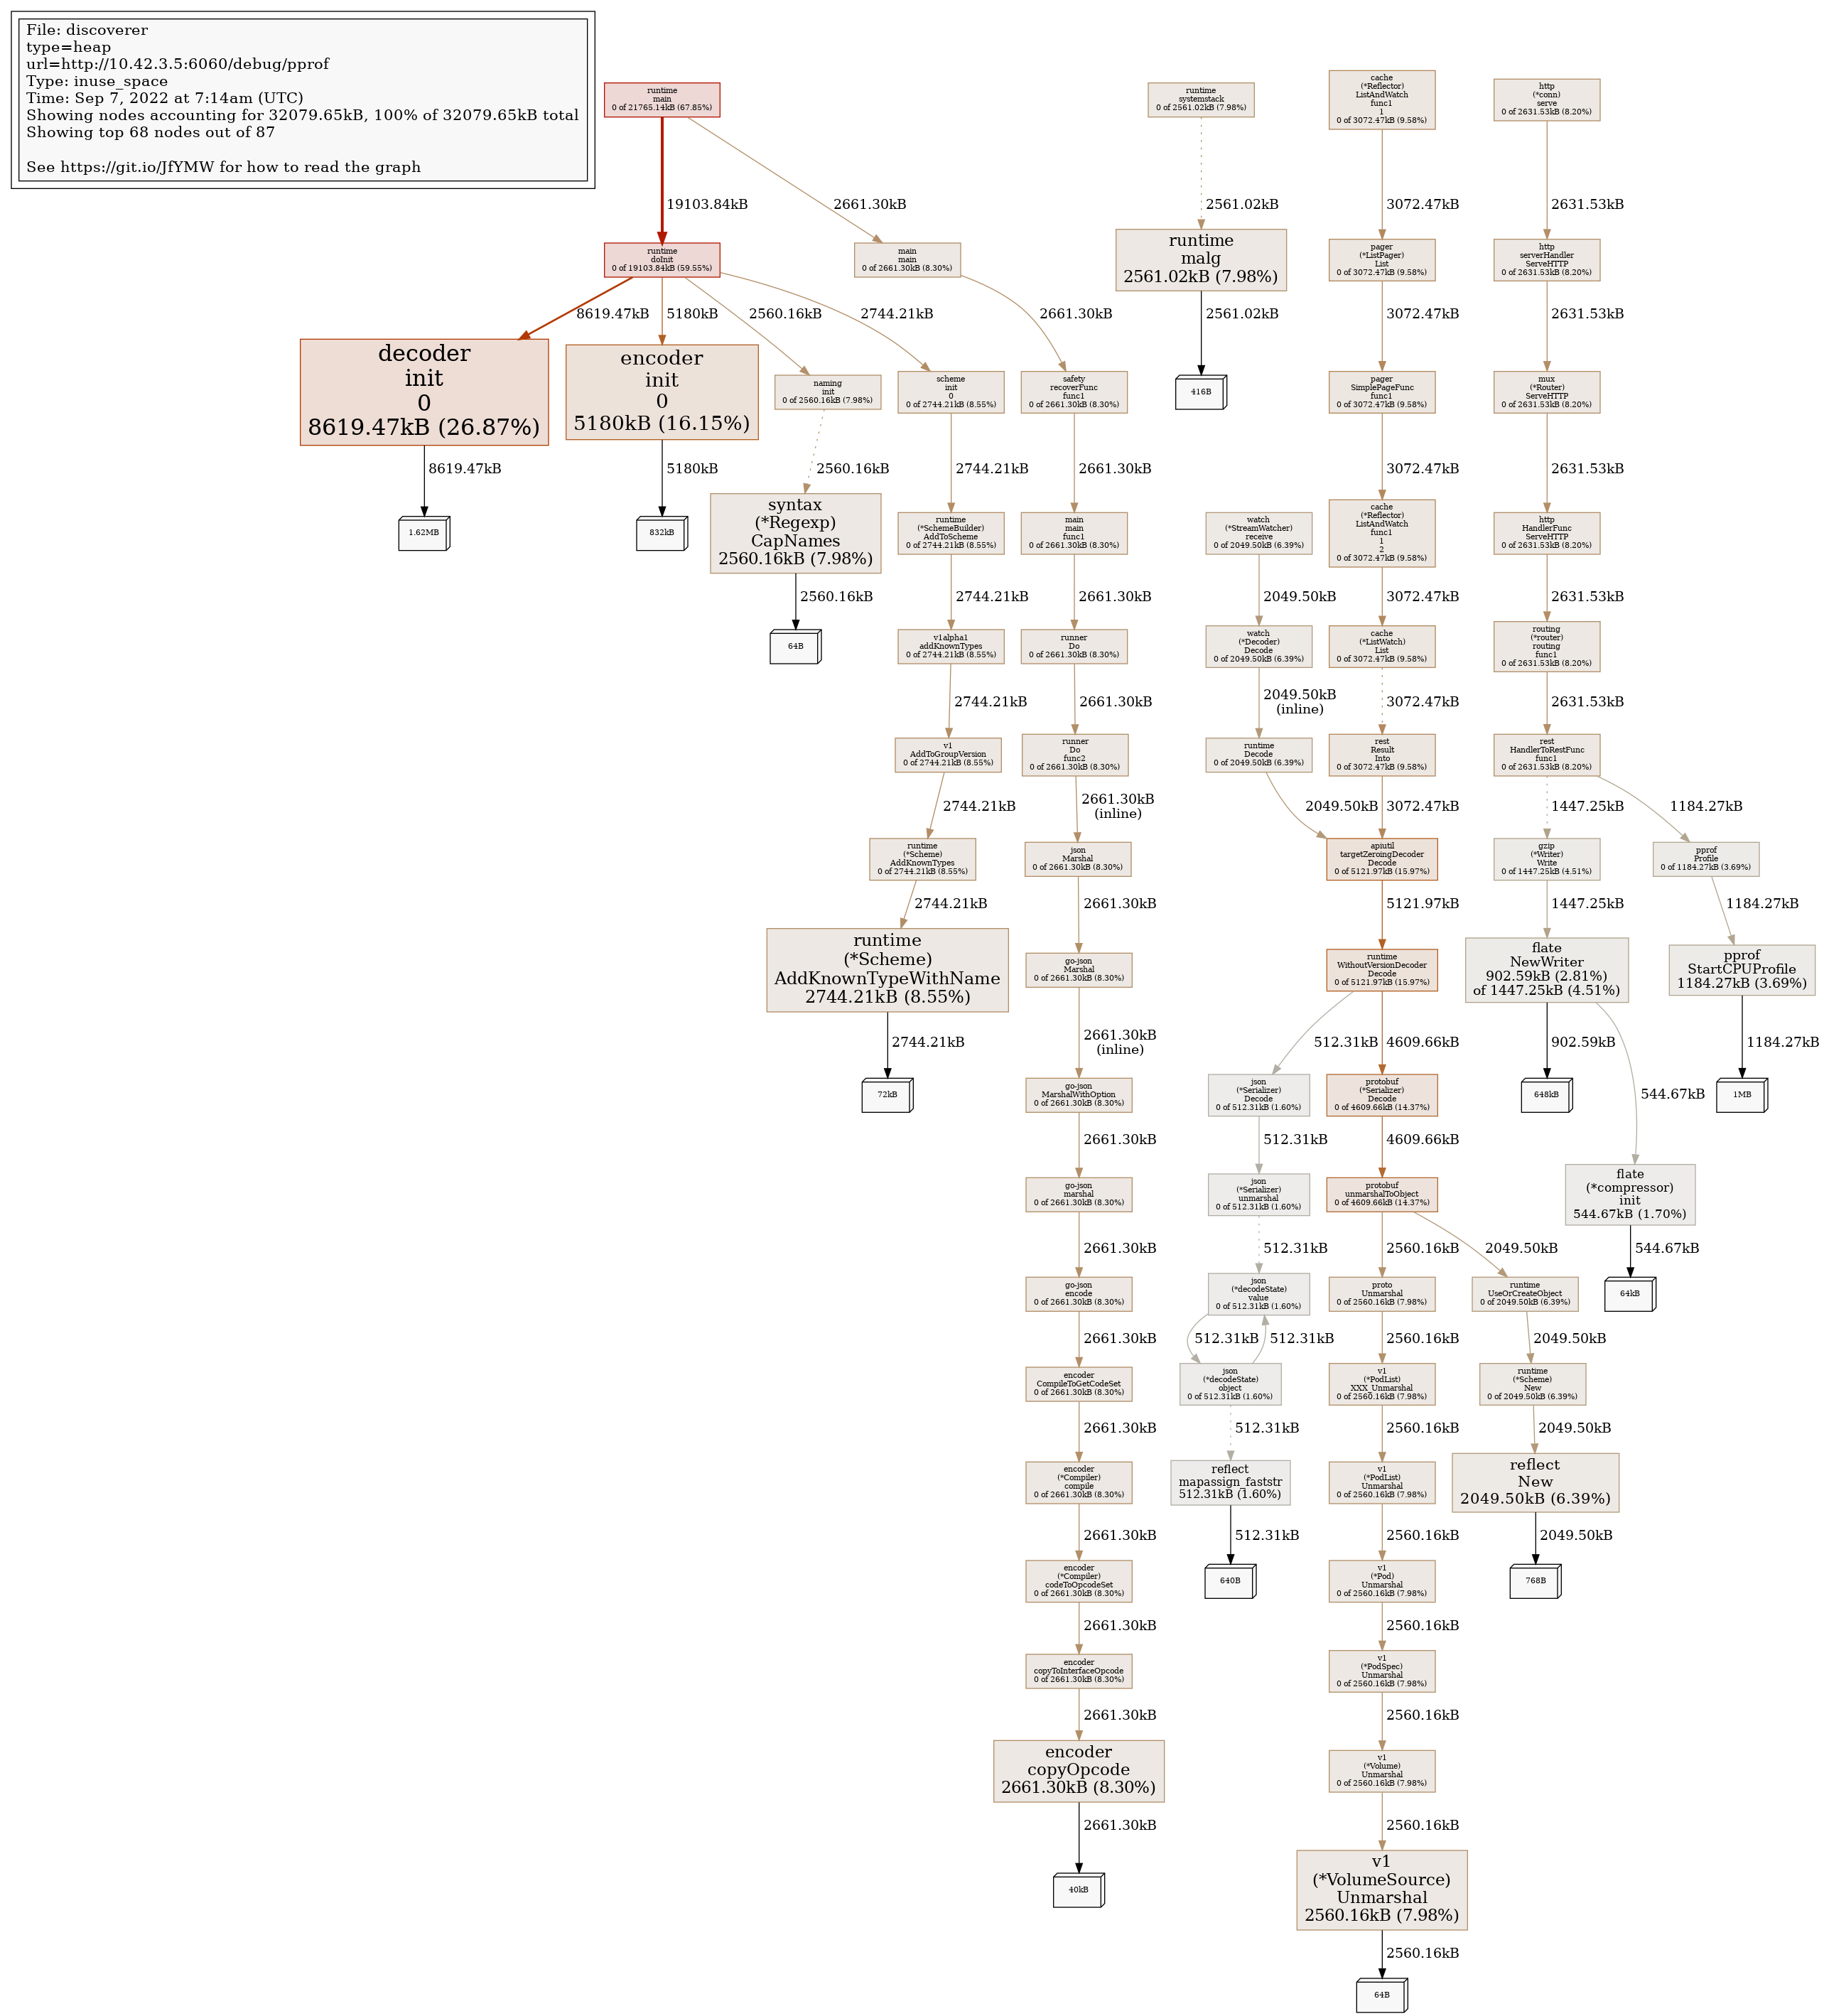 File: discoverer
type=heap
url=http://10.42.3.5:6060/debug/pprof
Type: inuse_space
Time: Sep 7, 2022 at 7:14am (UTC)
Showing nodes accounting for 32079.65kB, 100% of 32079.65kB total
Showing top 68 nodes out of 87
See https://git.io/JfYMW for how to read the graph
runtime
main
0 of 21765.14kB (67.85%)
19103.84kB
2661.30kB
runtime
doInit
0 of 19103.84kB (59.55%)
main
main
0 of 2661.30kB (8.30%)
8619.47kB
5180kB
2560.16kB
2744.21kB
2661.30kB
decoder
init
0
8619.47kB (26.87%)
8619.47kB
1.62MB
encoder
init
0
5180kB (16.15%)
5180kB
832kB
naming
init
0 of 2560.16kB (7.98%)
2560.16kB
syntax
(*Regexp)
CapNames
2560.16kB (7.98%)
2560.16kB
64B
scheme
init
0
0 of 2744.21kB (8.55%)
2744.21kB
runtime
(*SchemeBuilder)
AddToScheme
0 of 2744.21kB (8.55%)
2744.21kB
v1alpha1
addKnownTypes
0 of 2744.21kB (8.55%)
2744.21kB
v1
AddToGroupVersion
0 of 2744.21kB (8.55%)
2744.21kB
runtime
(*Scheme)
AddKnownTypes
0 of 2744.21kB (8.55%)
2744.21kB
runtime
(*Scheme)
AddKnownTypeWithName
2744.21kB (8.55%)
2744.21kB
72kB
safety
recoverFunc
func1
0 of 2661.30kB (8.30%)
2661.30kB
main
main
func1
0 of 2661.30kB (8.30%)
2661.30kB
runner
Do
0 of 2661.30kB (8.30%)
2661.30kB
runner
Do
func2
0 of 2661.30kB (8.30%)
2661.30kB
(inline)
json
Marshal
0 of 2661.30kB (8.30%)
2661.30kB
go-json
Marshal
0 of 2661.30kB (8.30%)
2661.30kB
(inline)
go-json
MarshalWithOption
0 of 2661.30kB (8.30%)
2661.30kB
go-json
marshal
0 of 2661.30kB (8.30%)
2661.30kB
go-json
encode
0 of 2661.30kB (8.30%)
2661.30kB
encoder
CompileToGetCodeSet
0 of 2661.30kB (8.30%)
2661.30kB
encoder
(*Compiler)
compile
0 of 2661.30kB (8.30%)
2661.30kB
encoder
(*Compiler)
codeToOpcodeSet
0 of 2661.30kB (8.30%)
2661.30kB
encoder
copyToInterfaceOpcode
0 of 2661.30kB (8.30%)
2661.30kB
encoder
copyOpcode
2661.30kB (8.30%)
2661.30kB
40kB
runtime
systemstack
0 of 2561.02kB (7.98%)
2561.02kB
runtime
malg
2561.02kB (7.98%)
2561.02kB
416B
watch
(*StreamWatcher)
receive
0 of 2049.50kB (6.39%)
2049.50kB
watch
(*Decoder)
Decode
0 of 2049.50kB (6.39%)
2049.50kB
(inline)
runtime
Decode
0 of 2049.50kB (6.39%)
2049.50kB
cache
(*Reflector)
ListAndWatch
func1
1
0 of 3072.47kB (9.58%)
3072.47kB
pager
(*ListPager)
List
0 of 3072.47kB (9.58%)
3072.47kB
pager
SimplePageFunc
func1
0 of 3072.47kB (9.58%)
3072.47kB
cache
(*Reflector)
ListAndWatch
func1
1
2
0 of 3072.47kB (9.58%)
3072.47kB
cache
(*ListWatch)
List
0 of 3072.47kB (9.58%)
3072.47kB
rest
Result
Into
0 of 3072.47kB (9.58%)
3072.47kB
apiutil
targetZeroingDecoder
Decode
0 of 5121.97kB (15.97%)
5121.97kB
runtime
WithoutVersionDecoder
Decode
0 of 5121.97kB (15.97%)
512.31kB
4609.66kB
json
(*Serializer)
Decode
0 of 512.31kB (1.60%)
512.31kB
json
(*Serializer)
unmarshal
0 of 512.31kB (1.60%)
512.31kB
json
(*decodeState)
value
0 of 512.31kB (1.60%)
512.31kB
512.31kB
json
(*decodeState)
object
0 of 512.31kB (1.60%)
512.31kB
reflect
mapassign_faststr
512.31kB (1.60%)
512.31kB
640B
protobuf
(*Serializer)
Decode
0 of 4609.66kB (14.37%)
4609.66kB
protobuf
unmarshalToObject
0 of 4609.66kB (14.37%)
2560.16kB
2049.50kB
proto
Unmarshal
0 of 2560.16kB (7.98%)
2560.16kB
v1
(*PodList)
XXX_Unmarshal
0 of 2560.16kB (7.98%)
2560.16kB
v1
(*PodList)
Unmarshal
0 of 2560.16kB (7.98%)
2560.16kB
v1
(*Pod)
Unmarshal
0 of 2560.16kB (7.98%)
2560.16kB
v1
(*PodSpec)
Unmarshal
0 of 2560.16kB (7.98%)
2560.16kB
v1
(*Volume)
Unmarshal
0 of 2560.16kB (7.98%)
2560.16kB
v1
(*VolumeSource)
Unmarshal
2560.16kB (7.98%)
2560.16kB
64B
runtime
UseOrCreateObject
0 of 2049.50kB (6.39%)
2049.50kB
runtime
(*Scheme)
New
0 of 2049.50kB (6.39%)
2049.50kB
reflect
New
2049.50kB (6.39%)
2049.50kB
768B
http
(*conn)
serve
0 of 2631.53kB (8.20%)
2631.53kB
http
serverHandler
ServeHTTP
0 of 2631.53kB (8.20%)
2631.53kB
mux
(*Router)
ServeHTTP
0 of 2631.53kB (8.20%)
2631.53kB
http
HandlerFunc
ServeHTTP
0 of 2631.53kB (8.20%)
2631.53kB
routing
(*router)
routing
func1
0 of 2631.53kB (8.20%)
2631.53kB
rest
HandlerToRestFunc
func1
0 of 2631.53kB (8.20%)
1447.25kB
1184.27kB
gzip
(*Writer)
Write
0 of 1447.25kB (4.51%)
1447.25kB
flate
NewWriter
902.59kB (2.81%)
of 1447.25kB (4.51%)
902.59kB
648kB
544.67kB
flate
(*compressor)
init
544.67kB (1.70%)
544.67kB
64kB
pprof
Profile
0 of 1184.27kB (3.69%)
1184.27kB
pprof
StartCPUProfile
1184.27kB (3.69%)
1184.27kB
1MB